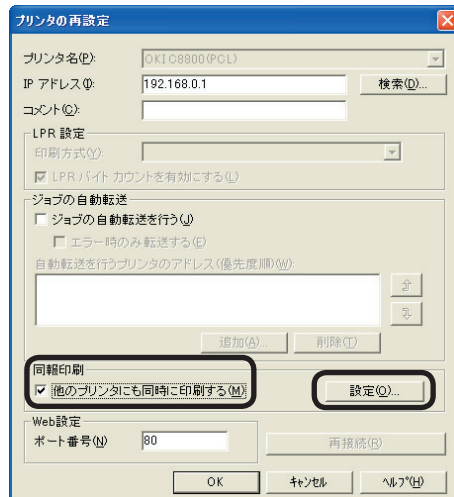 プリンタの再設定
プリンタ名(P): OKI C8800(PCL)
IP アドレス(I): 192.168.0.1 検索(D)...
コメント(C):
LPR 設定
印刷方式(Y):
LPR バイト カウントを有効にする(L)
ジョブの自動転送
ジョブの自動転送を行う(J)
エラー時のみ転送する(E)
自動転送を行うプリンタのアドレス(優先度順)(W):
追加(A)... 削除(T)
同報印刷
他のプリンタにも同時に印刷する(M) 設定(O)...
Web設定
ポート番号(N) 80 再接続(R)
OK キャンセル ヘルプ(H)